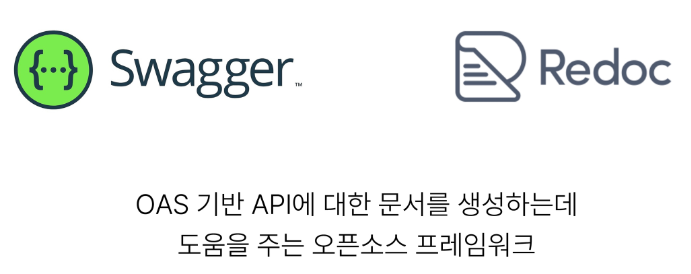 {···} Swagger™
Redoc
OAS 기반 API에 대한 문서를 생성하는데
도움을 주는 오픈소스 프레임워크